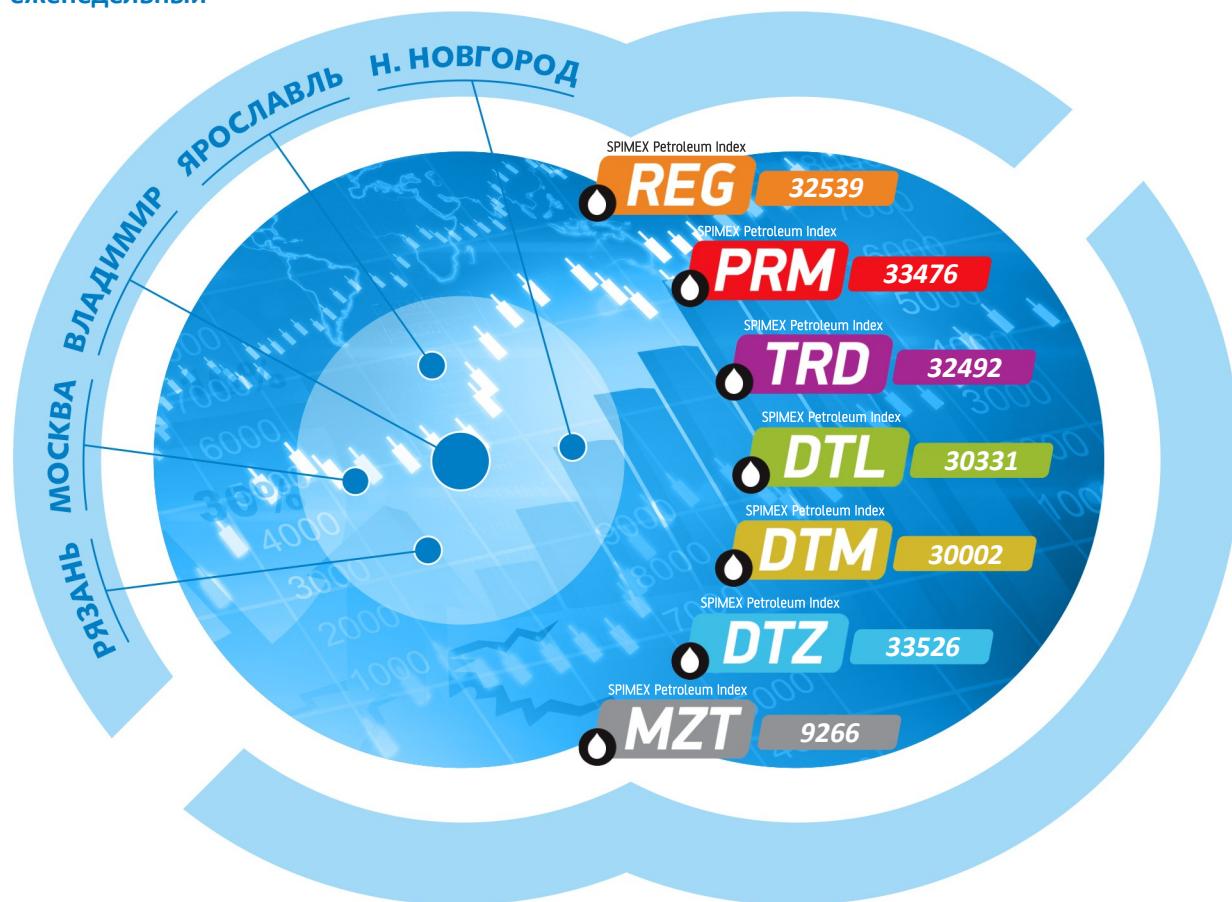 еженедельный
Н. НОВГОРОД
ЯРОСЛАВЛЬ
ВЛАДИМИР
МОСКВА
РЯЗАНЬ
SPIMEX Petroleum Index
REG 32539
SPIMEX Petroleum Index
PRM 33476
SPIMEX Petroleum Index
TRD 32492
SPIMEX Petroleum Index
DTL 30331
SPIMEX Petroleum Index
DTM 30002
SPIMEX Petroleum Index
DTZ 33526
SPIMEX Petroleum Index
MZT 9266